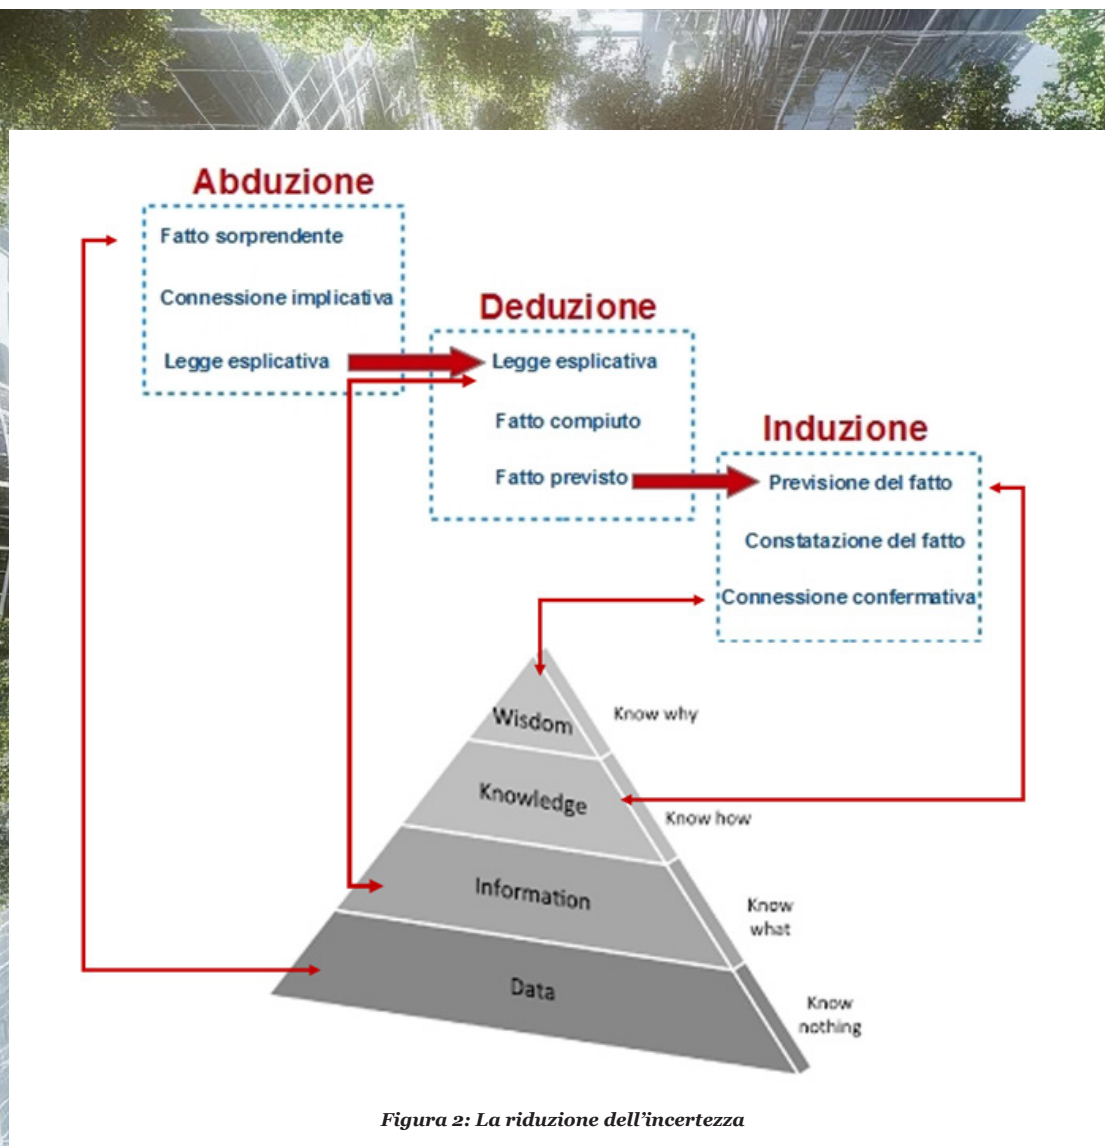 Abduzione
Fatto sorprendente
Connessione implicativa
Legge esplicativa
Deduzione
Legge esplicativa
Fatto compiuto
Fatto previsto
Induzione
Previsione del fatto
Constatazione del fatto
Connessione confermativa
Wisdom
Know why
Knowledge
Know how
Information
Know
what
Data
Know
nothing
Figura 2: La riduzione dell'incertezza